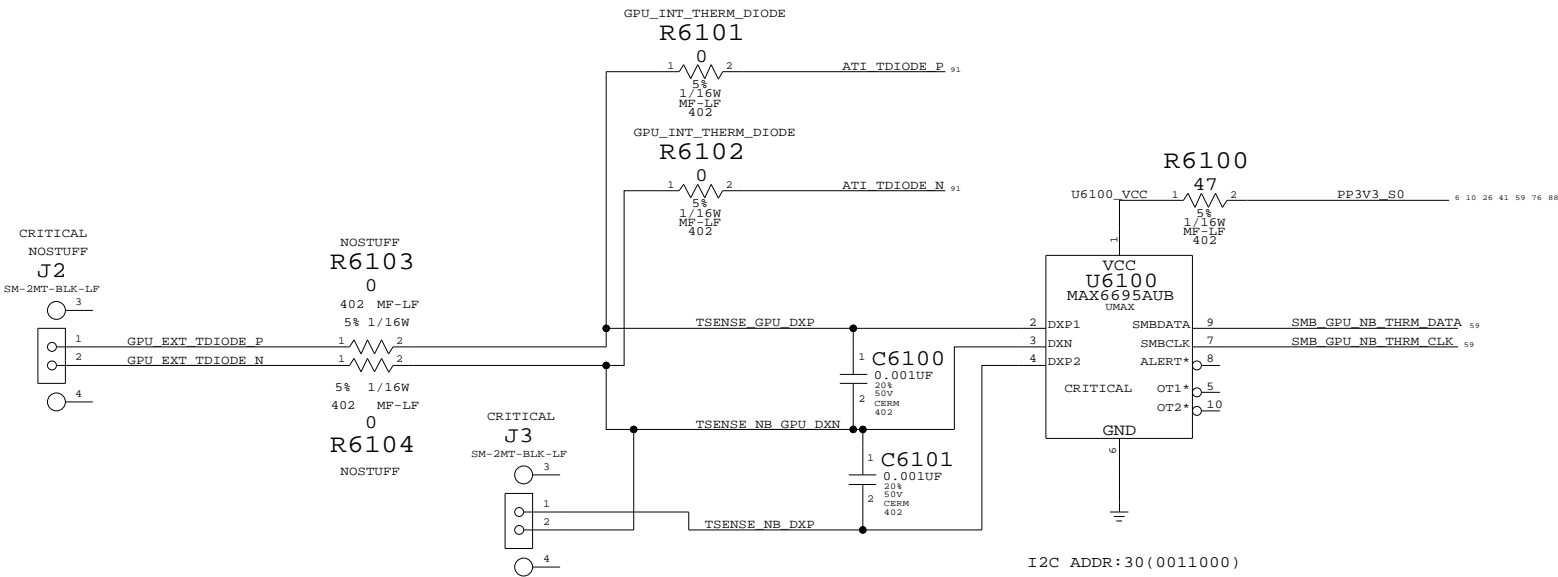 GPU_INT_THERM_DIODE
R6101
0
1 2
ATI_TDIODE_P 91
5%
1/16W
MF-LF
402
GPU_INT_THERM_DIODE
R6102
0
1 2
ATI_TDIODE_N 91
5%
1/16W
MF-LF
402
R6100
47
U6100_VCC 1 2 PP3V3_S0 6 10 26 41 59 76 88
5%
1/16W
MF-LF
402
CRITICAL
NOSTUFF
J2
SM-2MT-BLK-LF
3
1
2
4
GPU_EXT_TDIODE_P
GPU_EXT_TDIODE_N
NOSTUFF
R6103
0
402 MF-LF
5% 1/16W
1 2
1 2
5% 1/16W
402 MF-LF
0
R6104
NOSTUFF
TSENSE_GPU_DXP
1
C6100
0.001UF
20%
50V
CERM
402
2
TSENSE_NB_GPU_DXN
1
C6101
0.001UF
20%
50V
CERM
402
2
TSENSE_NB_DXP
CRITICAL
J3
SM-2MT-BLK-LF
3
1
2
4
1
VCC
U6100
MAX6695AUB
UMAX
2 DXP1
3 DXN
4 DXP2
SMBDATA 9 SMB_GPU_NB_THRM_DATA 59
SMBCLK 7 SMB_GPU_NB_THRM_CLK 59
ALERT* 8
CRITICAL
OT1* 5
OT2* 10
GND
6
I2C ADDR:30(0011000)